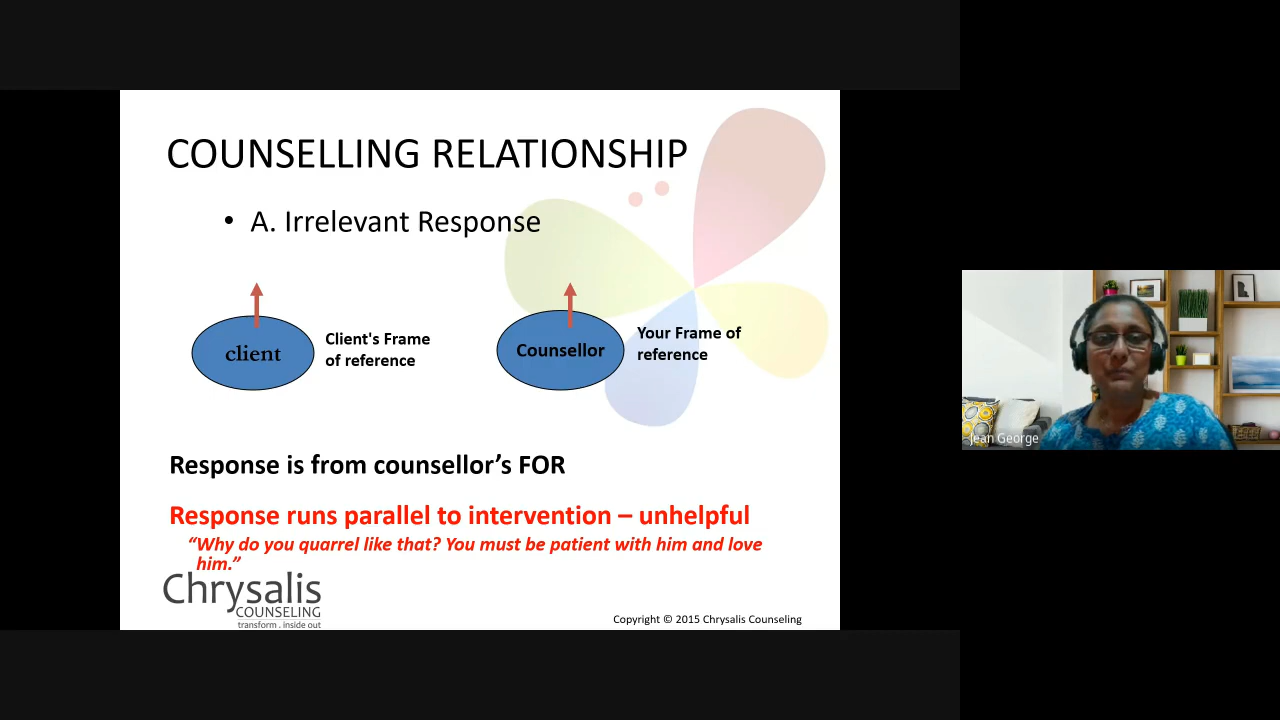 COUNSELLING RELATIONSHIP
• A. Irrelevant Response
client
Client's Frame
of reference
Counsellor
Your Frame of
reference
Response is from counsellor’s FOR
Response runs parallel to intervention – unhelpful
“Why do you quarrel like that? You must be patient with him and love
him.”
Chrysalis
COUNSELING
transform . inside out
Copyright © 2015 Chrysalis Counseling
Jean George